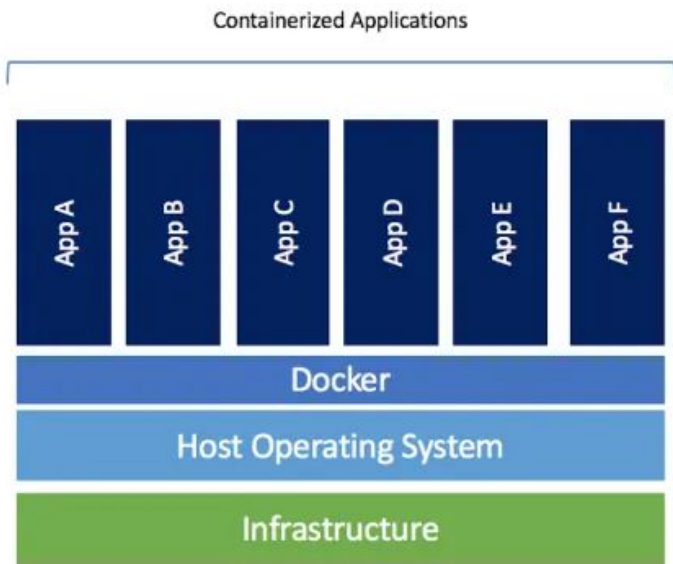 Containerized Applications
App A
App B
App C
App D
App E
App F
Docker
Host Operating System
Infrastructure